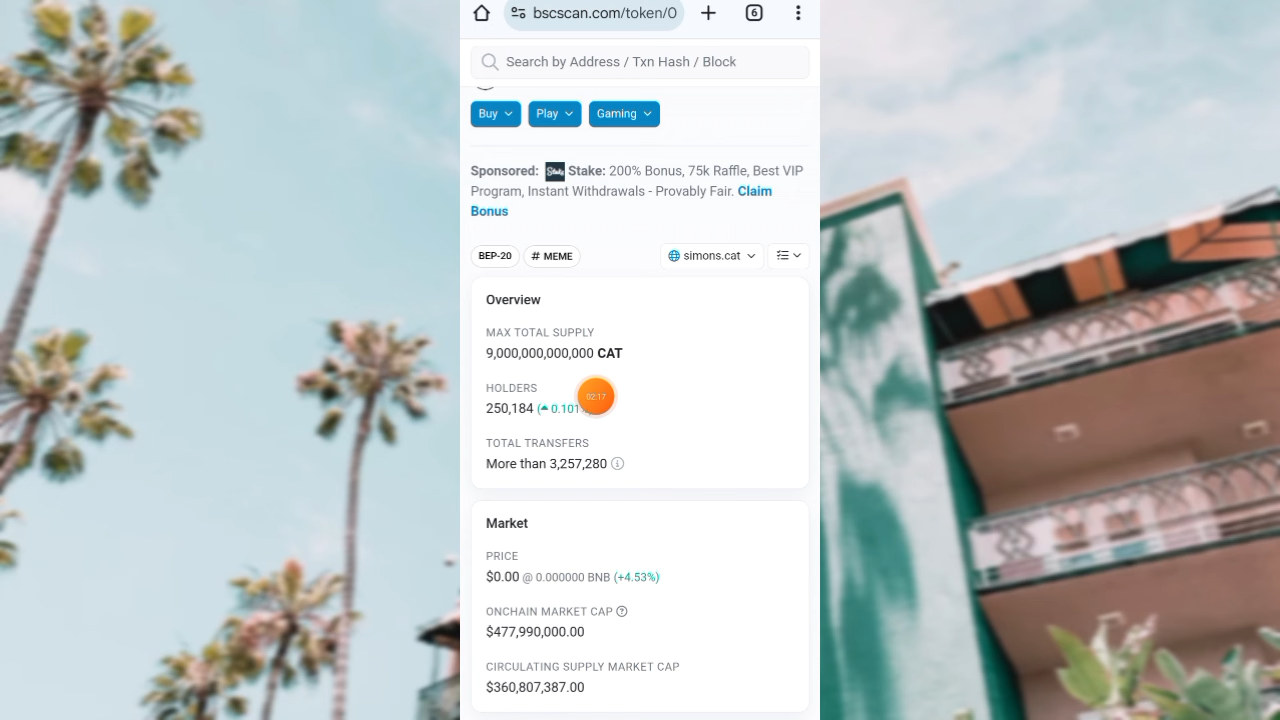 bscscan.com/token/0
6
Search by Address / Txn Hash / Block
Buy
Play
Gaming
Sponsored: Stake: 200% Bonus, 75k Raffle, Best VIP
Program, Instant Withdrawals - Provably Fair. Claim
Bonus
BEP-20
# MEME
simons.cat
Overview
MAX TOTAL SUPPLY
9,000,000,000,000 CAT
HOLDERS
250,184 (0.101
02:17
TOTAL TRANSFERS
More than 3,257,280
Market
PRICE
$0.00 @ 0.000000 BNB (+4.53%)
ONCHAIN MARKET CAP
$477,990,000.00
CIRCULATING SUPPLY MARKET CAP
$360,807,387.00